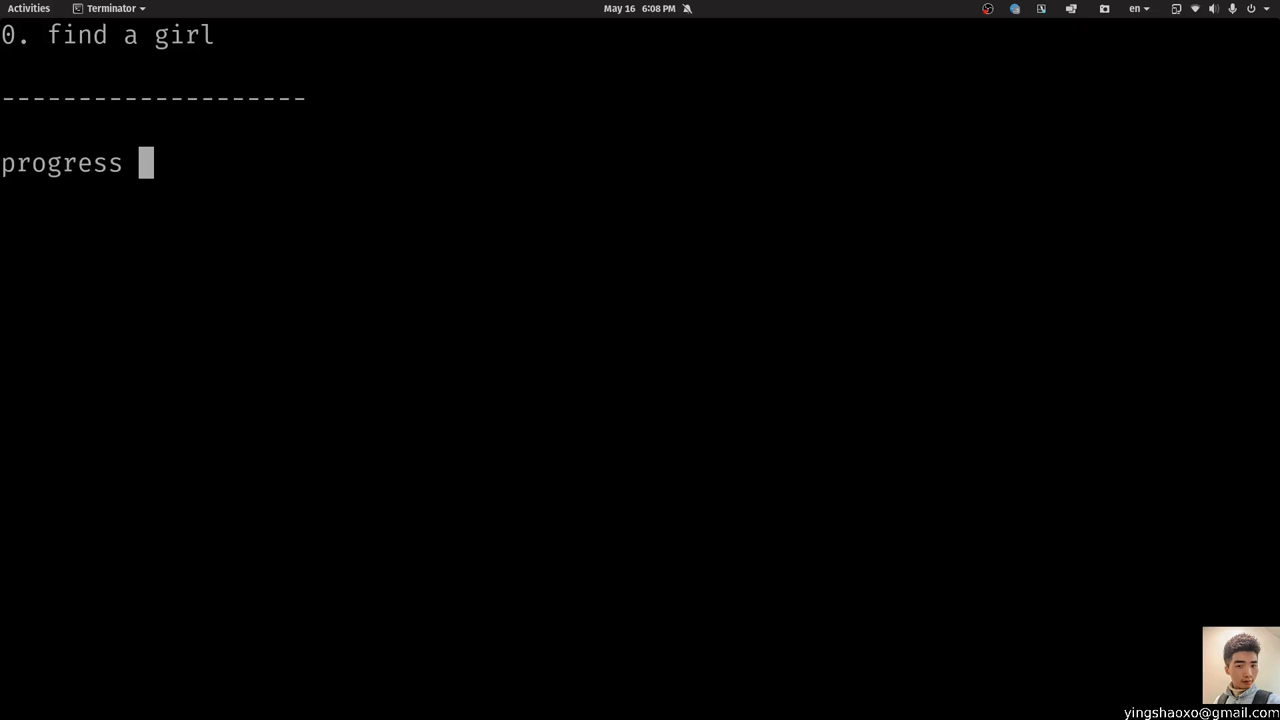 Activities Terminator May 16 6:08 PM en
0. find a girl
--------------------
progress
yingshaoxo@gmail.com